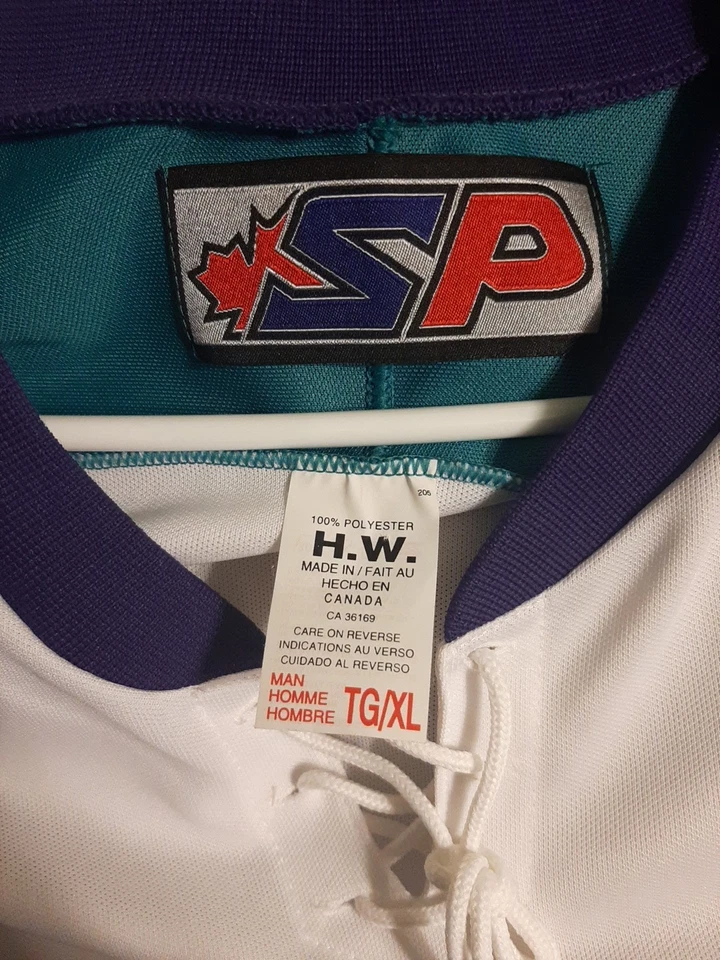 SP
205
100% POLYESTER
H.W.
MADE IN / FAIT AU
HECHO EN
CANADA
CA 36169
CARE ON REVERSE
INDICATIONS AU VERSO
CUIDADO AL REVERSO
MAN
HOMME
HOMBRE TG/XL